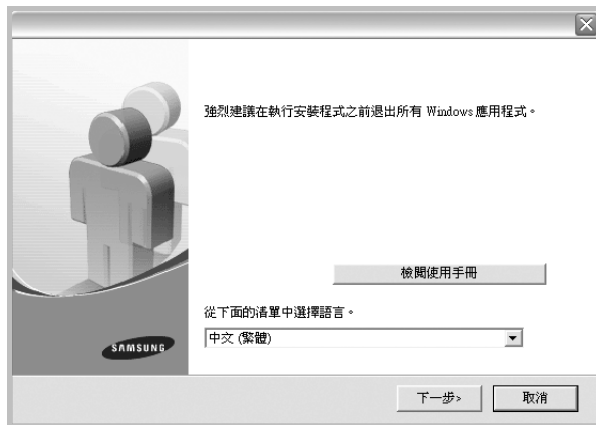 強烈建議在執行安裝程式之前退出所有 Windows 應用程式。
檢閱使用手冊
從下面的清單中選擇語言。
中文 (繁體)
SAMSUNG
下一步>
取消